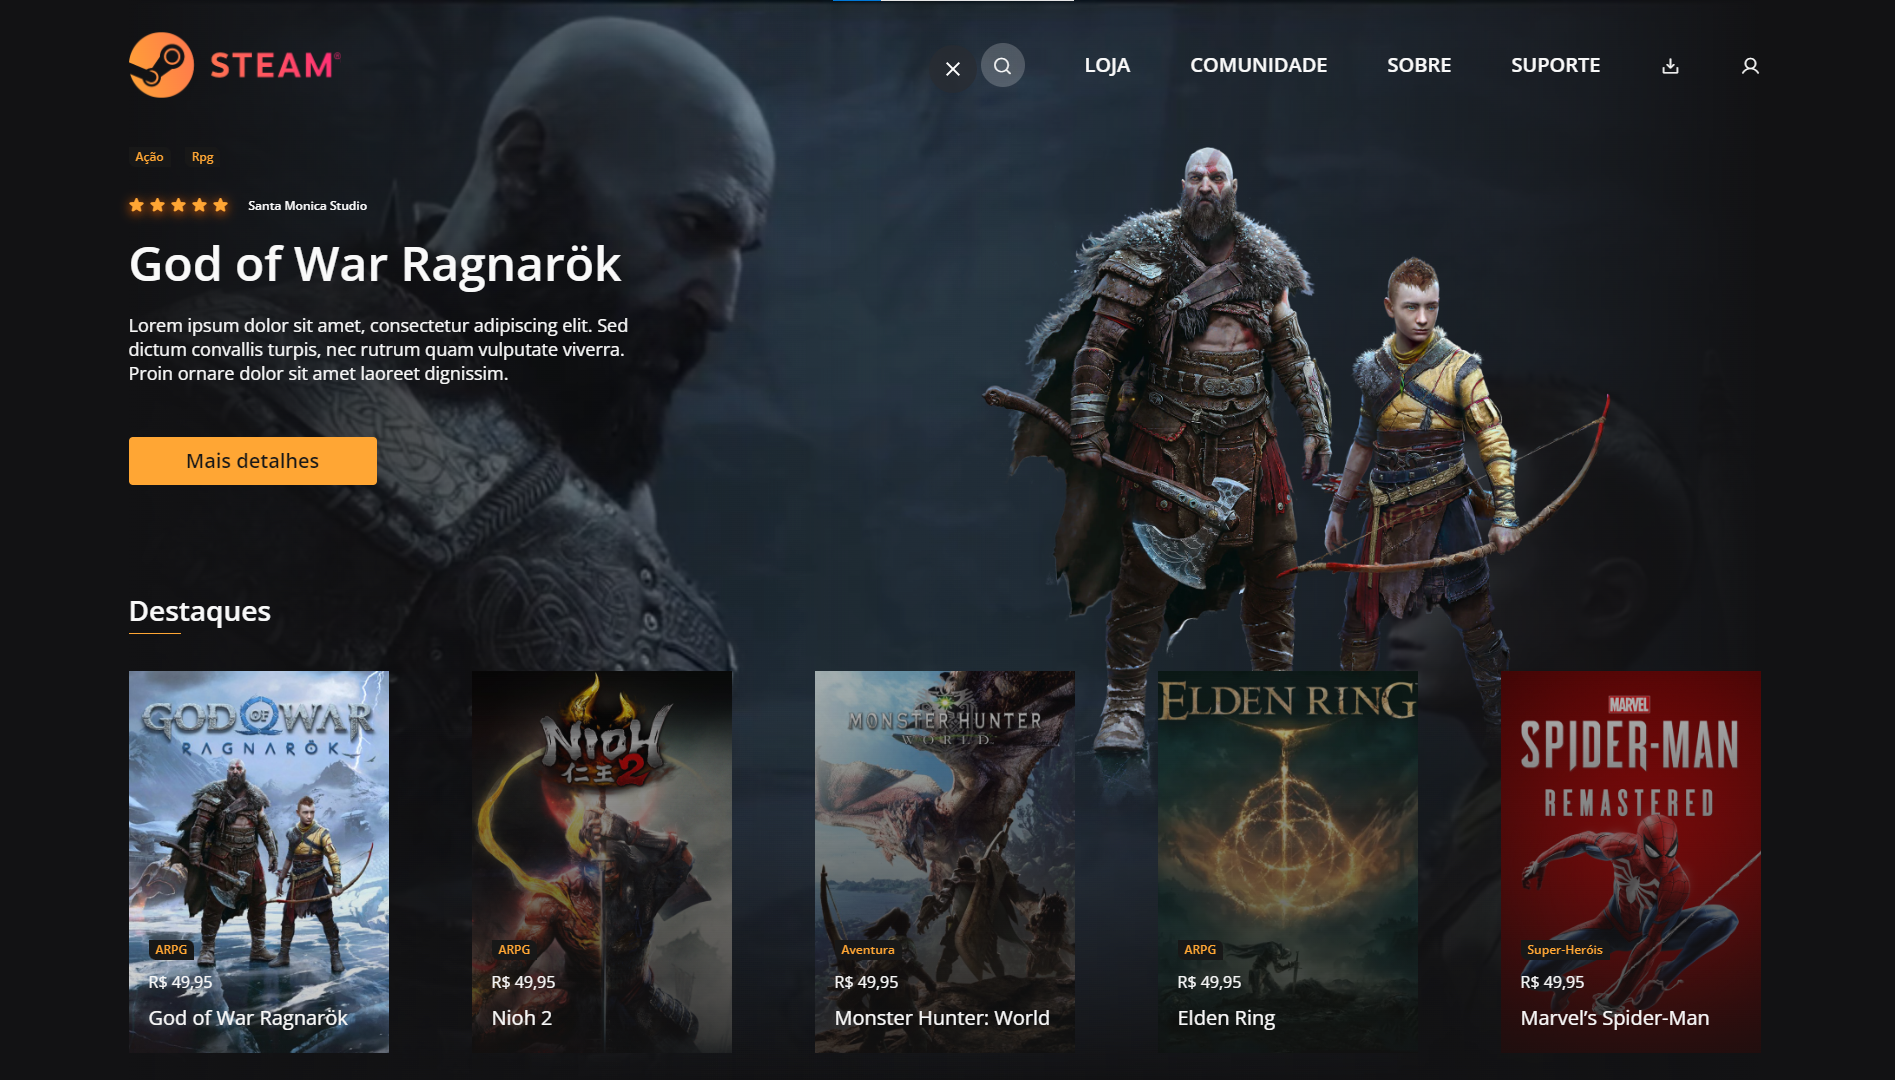 STEAM®
LOJA
COMUNIDADE
SOBRE
SUPORTE
Ação
Rpg
Santa Monica Studio
God of War Ragnarök
Lorem ipsum dolor sit amet, consectetur adipiscing elit. Sed
dictum convallis turpis, nec rutrum quam vulputate viverra.
Proin ornare dolor sit amet laoreet dignissim.
Mais detalhes
Destaques
GOD OF WAR
RAGNARÖK
ARPG
R$ 49,95
God of War Ragnarök
NIOH
仁王2
ARPG
R$ 49,95
Nioh 2
MONSTER HUNTER
WORLD
Aventura
R$ 49,95
Monster Hunter: World
ELDEN RING
ARPG
R$ 49,95
Elden Ring
MARVEL
SPIDER-MAN
REMASTERED
Super-Heróis
R$ 49,95
Marvel’s Spider-Man